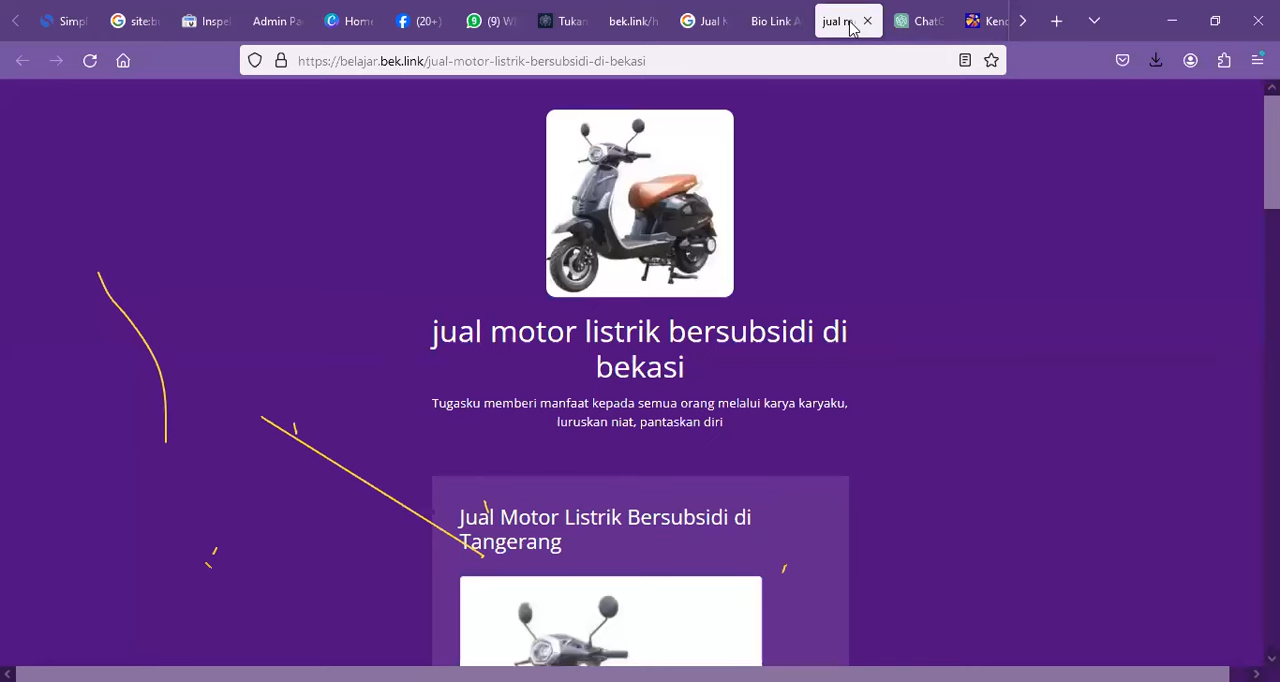 Simpl
site:b
Inspe
Admin Pa
Home
(20+)
(9) W
Tukan
bek.link/h
Jual
Bio Link A
jual m
ChatG
Kend
https://belajar.bek.link/jual-motor-listrik-bersubsidi-di-bekasi
jual motor listrik bersubsidi di
bekasi
Tugasku memberi manfaat kepada semua orang melalui karya karyaku,
luruskan niat, pantaskan diri
Jual Motor Listrik Bersubsidi di
Tangerang